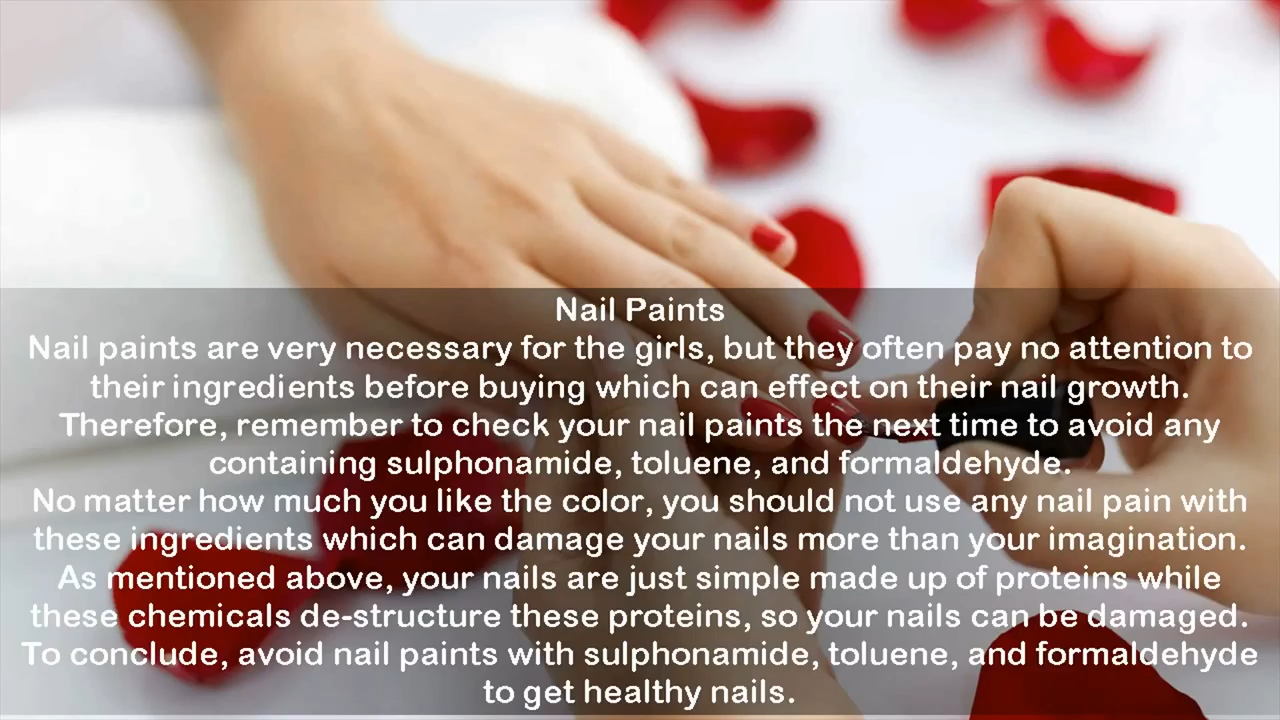 Nail Paints
Nail paints are very necessary for the girls, but they often pay no attention to
their ingredients before buying which can effect on their nail growth.
Therefore, remember to check your nail paints the next time to avoid any
containing sulphonamide, toluene, and formaldehyde.
No matter how much you like the color, you should not use any nail pain with
these ingredients which can damage your nails more than your imagination.
As mentioned above, your nails are just simple made up of proteins while
these chemicals de-structure these proteins, so your nails can be damaged.
To conclude, avoid nail paints with sulphonamide, toluene, and formaldehyde
to get healthy nails.